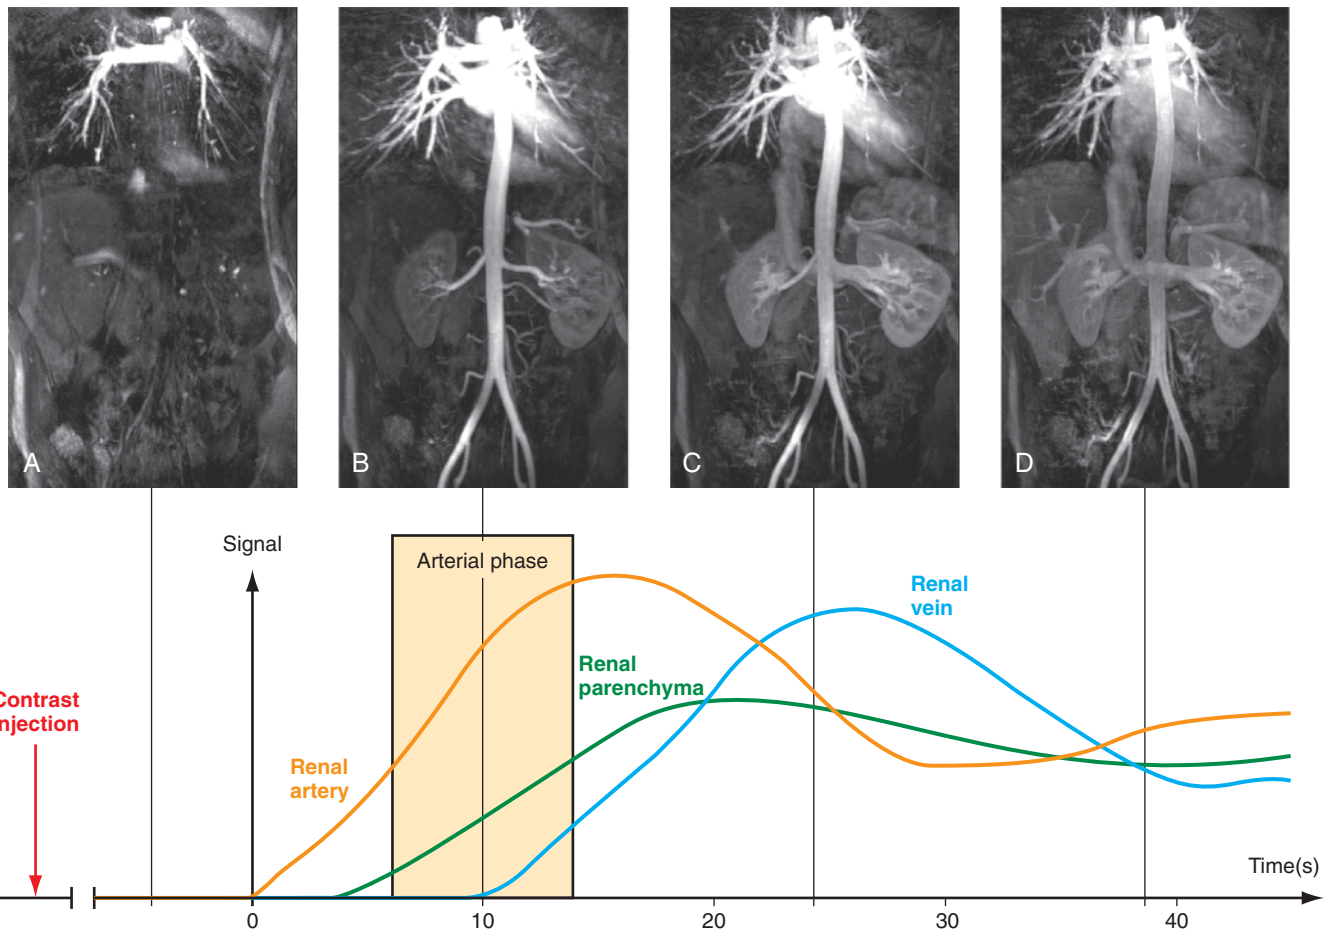 A
B
C
D
Signal
Arterial phase
Renal
vein
Renal
parenchyma
Contrast
njection
Renal
artery
Time(s)
0
10
20
30
40